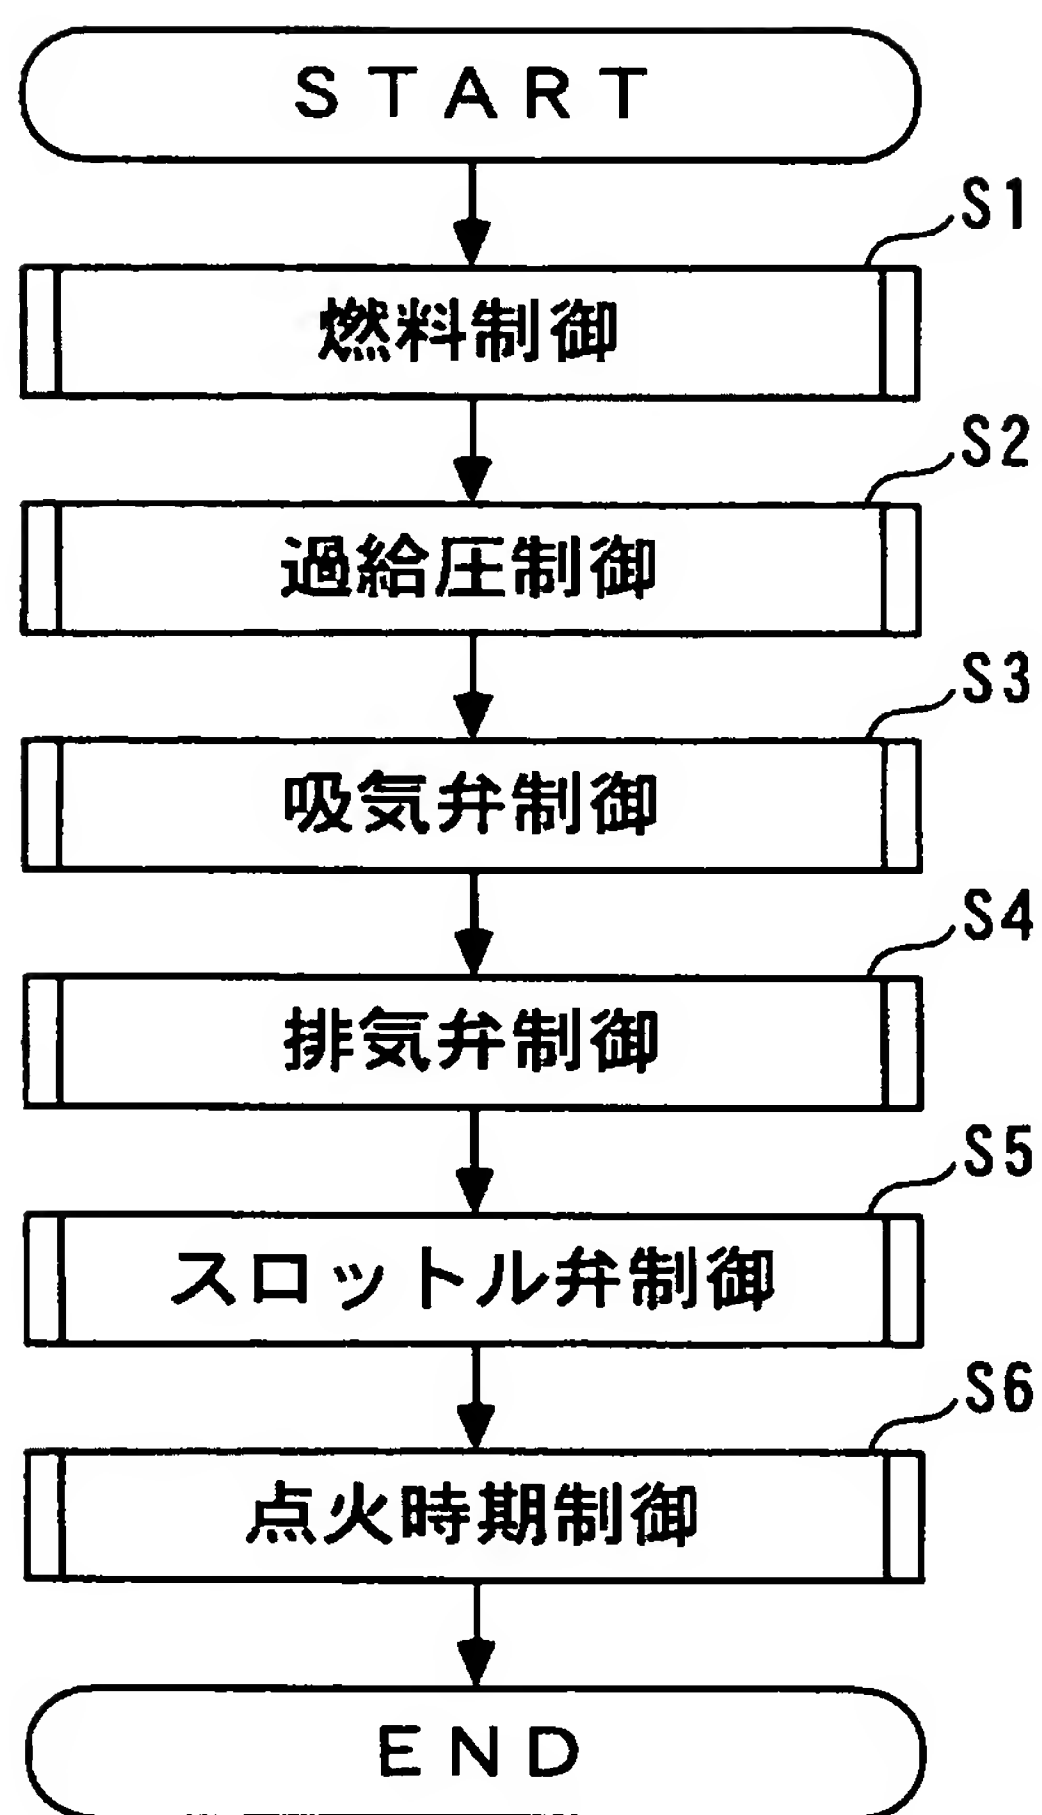 START
S1
燃料制御
S2
過給圧制御
S3
吸気弁制御
S4
排気弁制御
S5
スロットル弁制御
S6
点火時期制御
END